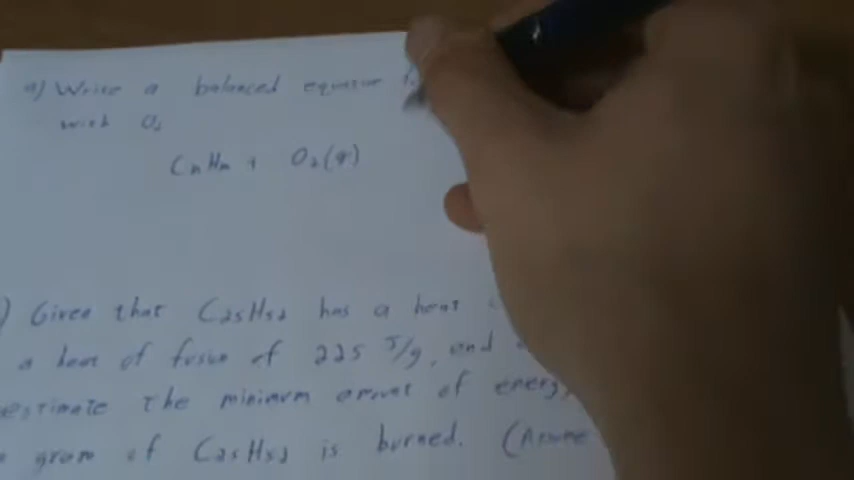 a) Write a balanced equation
with O2
CnHm + O2(g)
) Given that C25H52 has a heat
a heat of fusion of 225 J/g, and
estimate the minimum amount of energy
gram of C25H52 is burned. (Assume